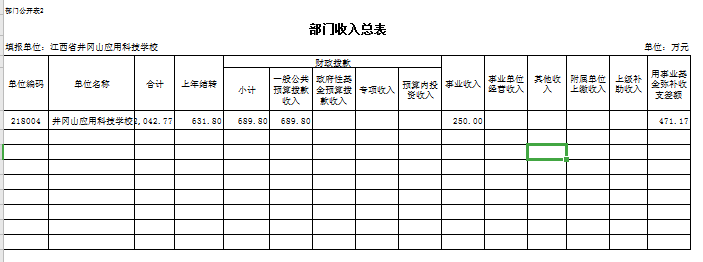 部门公开表2
部门收入总表
填报单位：江西省井冈山应用科技学校 单位：万元
单位编码 单位名称 合计 上年结转 财政拨款 事业收入 事业单位经营收入 其他收入 附属单位上缴收入 上级补助收入 用事业基金弥补收支差额
小计 一般公共预算拨款收入 政府性基金预算拨款收入 专项收入 预算内投资收入
218004 井冈山应用科技学校 2,042.77 631.80 689.80 689.80 250.00 471.17